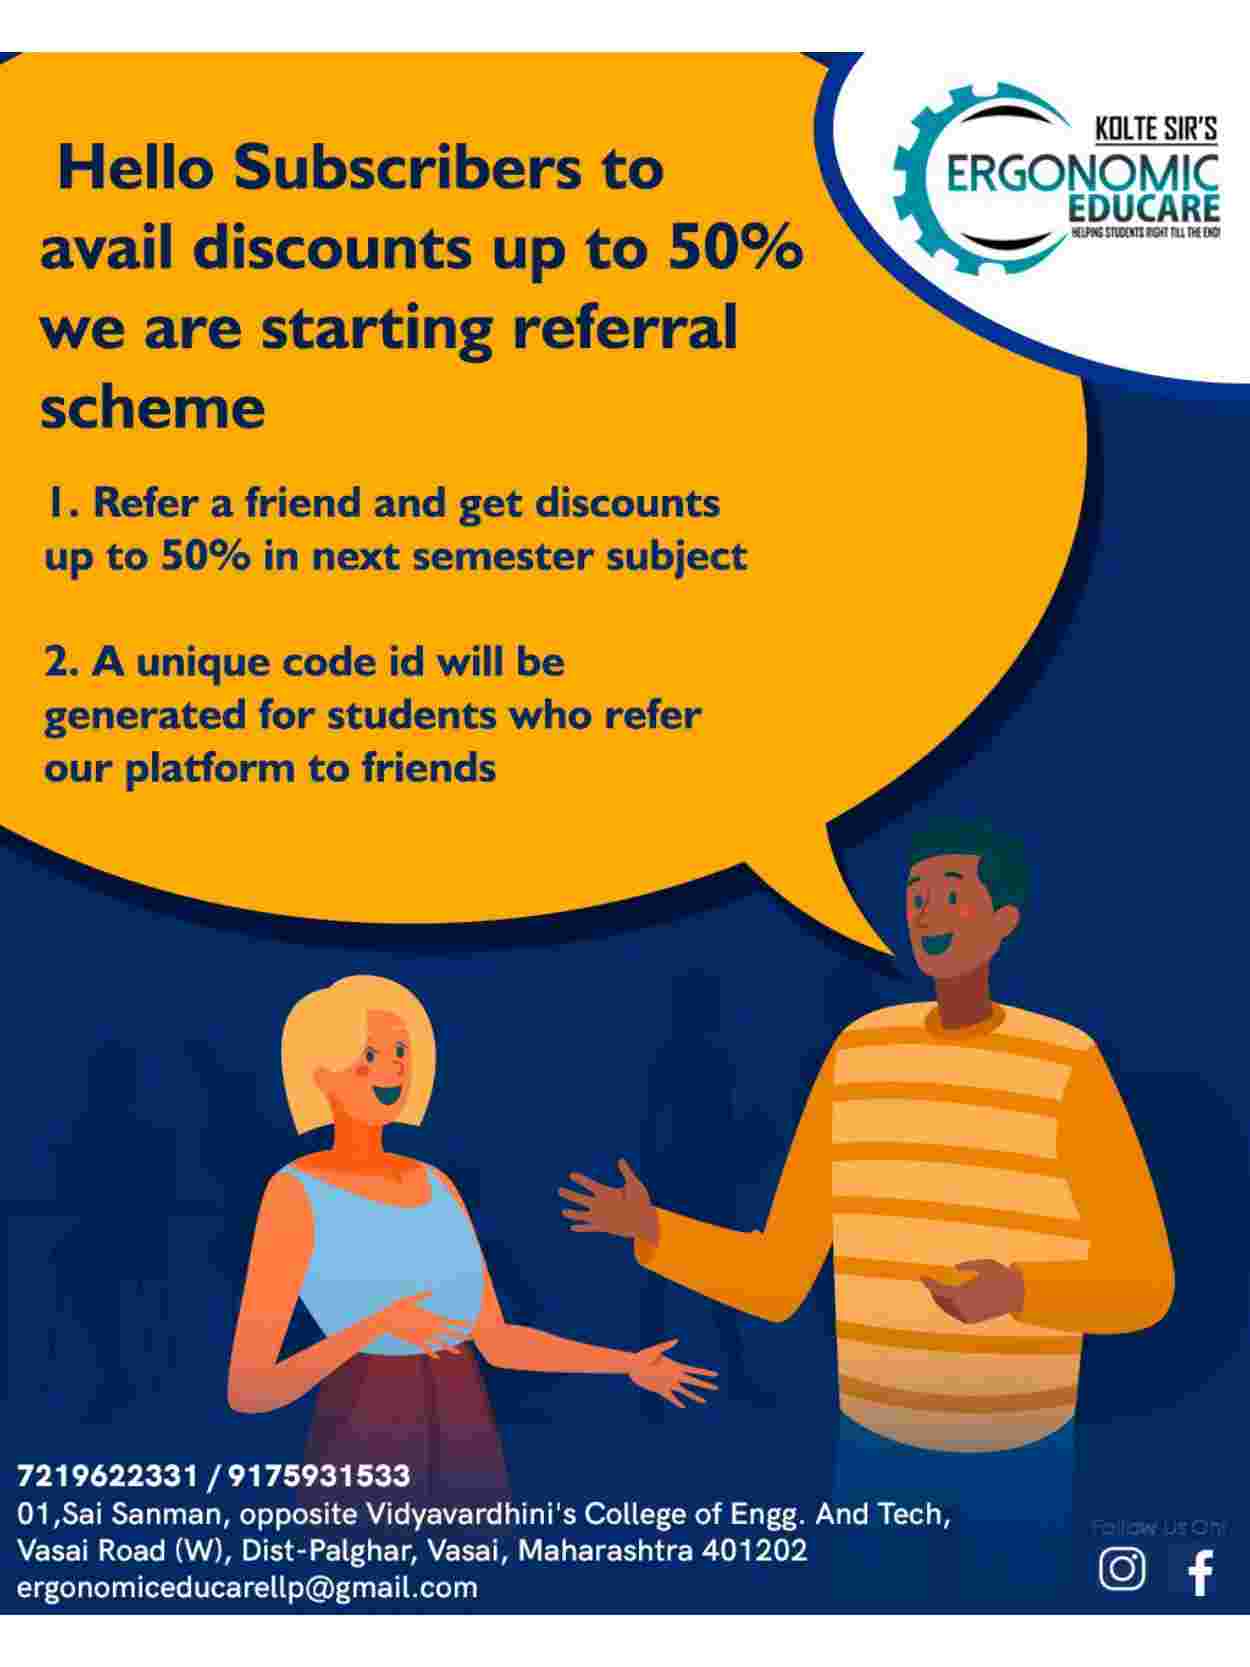 KOLTE SIR'S
ERGONOMIC
EDUCARE
HELPING STUDENTS RIGHT TILL THE END!
Hello Subscribers to
avail discounts up to 50%
we are starting referral
scheme
1. Refer a friend and get discounts
up to 50% in next semester subject
2. A unique code id will be
generated for students who refer
our platform to friends
7219622331 / 9175931533
01,Sai Sanman, opposite Vidyavardhini's College of Engg. And Tech,
Vasai Road (W), Dist-Palghar, Vasai, Maharashtra 401202
ergonomiceducarellp@gmail.com
Follow Us On!